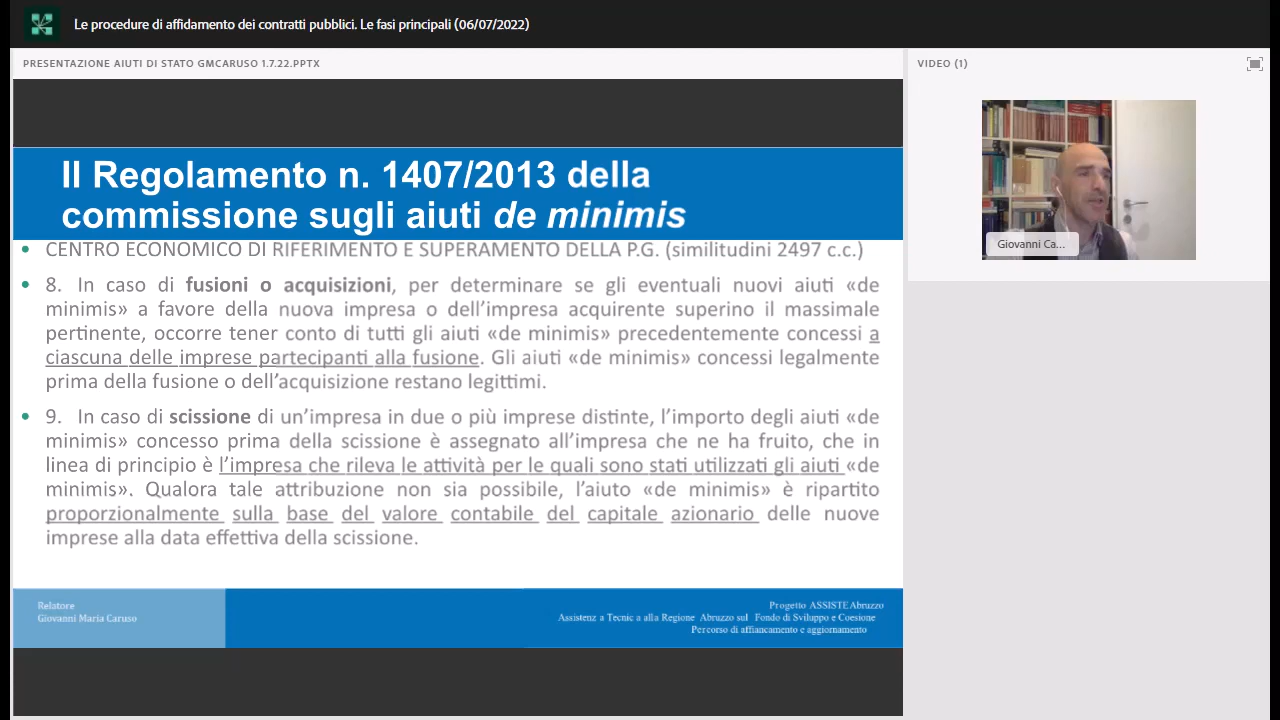 Le procedure di affidamento dei contratti pubblici. Le fasi principali (06/07/2022)
PRESENTAZIONE AIUTI DI STATO GMCARUSO 1.7.22.PPTX
VIDEO (1)
Il Regolamento n. 1407/2013 della
commissione sugli aiuti de minimis
• CENTRO ECONOMICO DI RIFERIMENTO E SUPERAMENTO DELLA P.G. (similitudini 2497 c.c.)
• 8. In caso di fusioni o acquisizioni, per determinare se gli eventuali nuovi aiuti «de
minimis» a favore della nuova impresa o dell’impresa acquirente superino il massimale
pertinente, occorre tener conto di tutti gli aiuti «de minimis» precedentemente concessi a
ciascuna delle imprese partecipanti alla fusione. Gli aiuti «de minimis» concessi legalmente
prima della fusione o dell’acquisizione restano legittimi.
• 9. In caso di scissione di un’impresa in due o più imprese distinte, l’importo degli aiuti «de
minimis» concesso prima della scissione è assegnato all’impresa che ne ha fruito, che in
linea di principio è l’impresa che rileva le attività per le quali sono stati utilizzati gli aiuti «de
minimis». Qualora tale attribuzione non sia possibile, l’aiuto «de minimis» è ripartito
proporzionalmente sulla base del valore contabile del capitale azionario delle nuove
imprese alla data effettiva della scissione.
Giovanni Ca...
Relatore
Giovanni Maria Caruso
Progetto ASSISTEAbruzzo
Assistenz a Tecnic a alla Regione Abruzzo sul Fondo di Sviluppo e Coesione
Percorso di affiancamento e aggiornamento